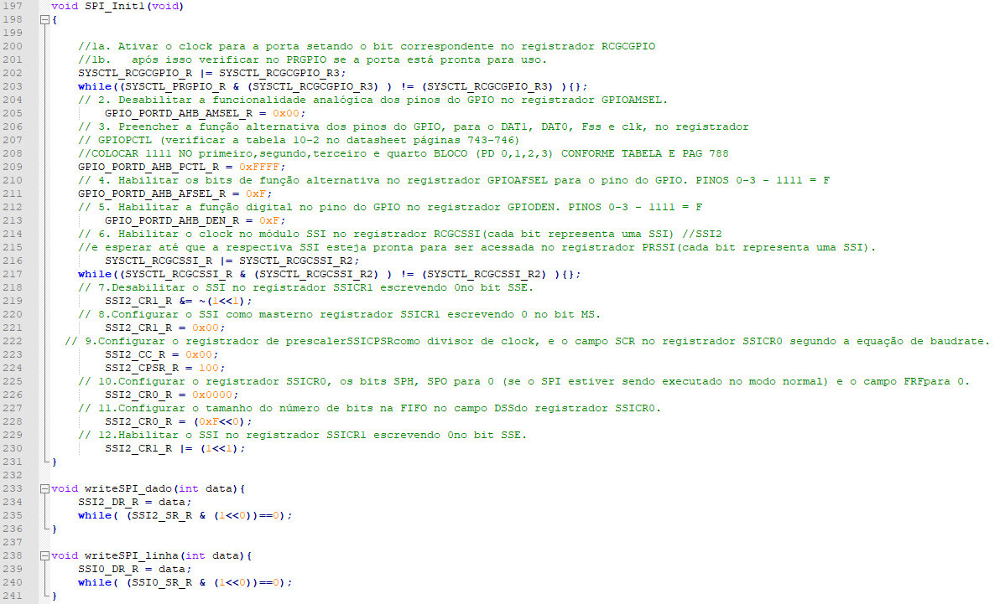 197 void SPI_Init1(void)
198 {
199
200 //1a. Ativar o clock para a porta setando o bit correspondente no registrador RCGCGPIO
201 //1b.   após isso verificar no PRGPIO se a porta está pronta para uso.
202 SYSCTL_RCGCGPIO_R |= SYSCTL_RCGCGPIO_R3;
203 while((SYSCTL_PRGPIO_R & (SYSCTL_RCGCGPIO_R3) ) != (SYSCTL_RCGCGPIO_R3) ){};
204 // 2. Desabilitar a funcionalidade analógica dos pinos do GPIO no registrador GPIOAMSEL.
205 GPIO_PORTD_AHB_AMSEL_R = 0x00;
206 // 3. Preencher a função alternativa dos pinos do GPIO, para o DAT1, DAT0, Fss e clk, no registrador
207 // GPIOPCTL (verificar a tabela 10-2 no datasheet páginas 743-746)
208 //COLOCAR 1111 NO primeiro,segundo,terceiro e quarto BLOCO (PD 0,1,2,3) CONFORME TABELA E PAG 788
209 GPIO_PORTD_AHB_PCTL_R = 0xFFFF;
210 // 4. Habilitar os bits de função alternativa no registrador GPIOAFSEL para o pino do GPIO. PINOS 0-3 - 1111 = F
211 GPIO_PORTD_AHB_AFSEL_R = 0xF;
212 // 5. Habilitar a função digital no pino do GPIO no registrador GPIODEN. PINOS 0-3 - 1111 = F
213 GPIO_PORTD_AHB_DEN_R = 0xF;
214 // 6. Habilitar o clock no módulo SSI no registrador RCGCSSI(cada bit representa uma SSI) //SSI2
215 //e esperar até que a respectiva SSI esteja pronta para ser acessada no registrador PRSSI(cada bit representa uma SSI).
216 SYSCTL_RCGCSSI_R |= SYSCTL_RCGCSSI_R2;
217 while((SYSCTL_RCGCSSI_R & (SYSCTL_RCGCSSI_R2) ) != (SYSCTL_RCGCSSI_R2) ){};
218 // 7.Desabilitar o SSI no registrador SSICR1 escrevendo 0no bit SSE.
219 SSI2_CR1_R &= ~(1<<1);
220 // 8.Configurar o SSI como masterno registrador SSICR1 escrevendo 0 no bit MS.
221 SSI2_CR1_R = 0x00;
222 // 9.Configurar o registrador de prescalerSSICPSRcomo divisor de clock, e o campo SCR no registrador SSICR0 segundo a equação de baudrate.
223 SSI2_CC_R = 0x00;
224 SSI2_CPSR_R = 100;
225 // 10.Configurar o registrador SSICR0, os bits SPH, SPO para 0 (se o SPI estiver sendo executado no modo normal) e o campo FRFpara 0.
226 SSI2_CR0_R = 0x0000;
227 // 11.Configurar o tamanho do número de bits na FIFO no campo DSSdo registrador SSICR0.
228 SSI2_CR0_R = (0xF<<0);
229 // 12.Habilitar o SSI no registrador SSICR1 escrevendo 0no bit SSE.
230 SSI2_CR1_R |= (1<<1);
231 }
232
233 void writeSPI_dado(int data){
234 SSI2_DR_R = data;
235 while( (SSI2_SR_R & (1<<0))==0);
236 }
237
238 void writeSPI_linha(int data){
239 SSI0_DR_R = data;
240 while( (SSI0_SR_R & (1<<0))==0);
241 }